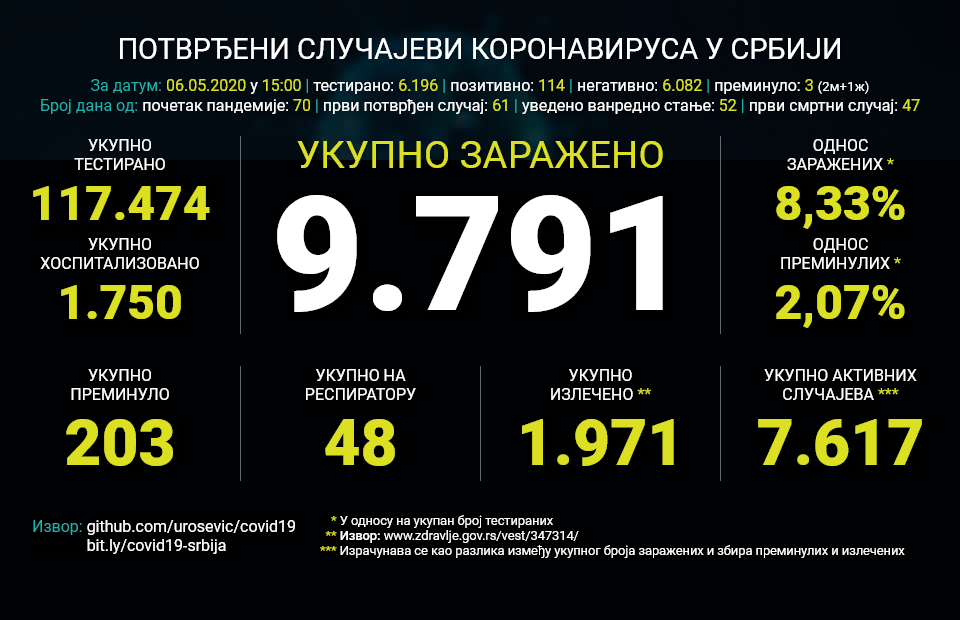 ПОТВРЂЕНИ СЛУЧАЈЕВИ КОРОНАВИРУСА У СРБИЈИ
За датум: 06.05.2020 у 15:00 | тестирано: 6.196 | позитивно: 114 | негативно: 6.082 | преминуло: 3 (2м+1ж)
Број дана од: почетак пандемије: 70 | први потврђен случај: 61 | уведено ванредно стање: 52 | први смртни случај: 47
УКУПНО
ТЕСТИРАНО
117.474
УКУПНО
ХОСПИТАЛИЗОВАНО
1.750
УКУПНО ЗАРАЖЕНО
9.791
ОДНОС
ЗАРАЖЕНИХ *
8,33%
ОДНОС
ПРЕМИНУЛИХ *
2,07%
УКУПНО
ПРЕМИНУЛО
203
УКУПНО НА
РЕСПИРАТОРУ
48
УКУПНО
ИЗЛЕЧЕНО **
1.971
УКУПНО АКТИВНИХ
СЛУЧАЈЕВА ***
7.617
Извор: github.com/urosevic/covid19
bit.ly/covid19-srbija
* У односу на укупан број тестираних
** Извор: www.zdravlje.gov.rs/vest/347314/
*** Израчунава се као разлика између укупног броја заражених и збира преминулих и излечених